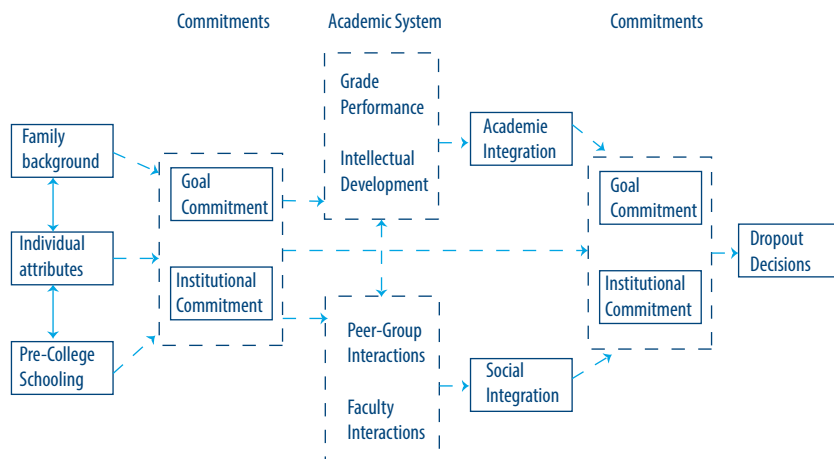 Commitments
Academic System
Commitments
Family
background
Individual
attributes
Pre-College
Schooling
Goal
Commitment
Institutional
Commitment
Grade
Performance
Intellectual
Development
Peer-Group
Interactions
Faculty
Interactions
Academie
Integration
Social
Integration
Goal
Commitment
Institutional
Commitment
Dropout
Decisions